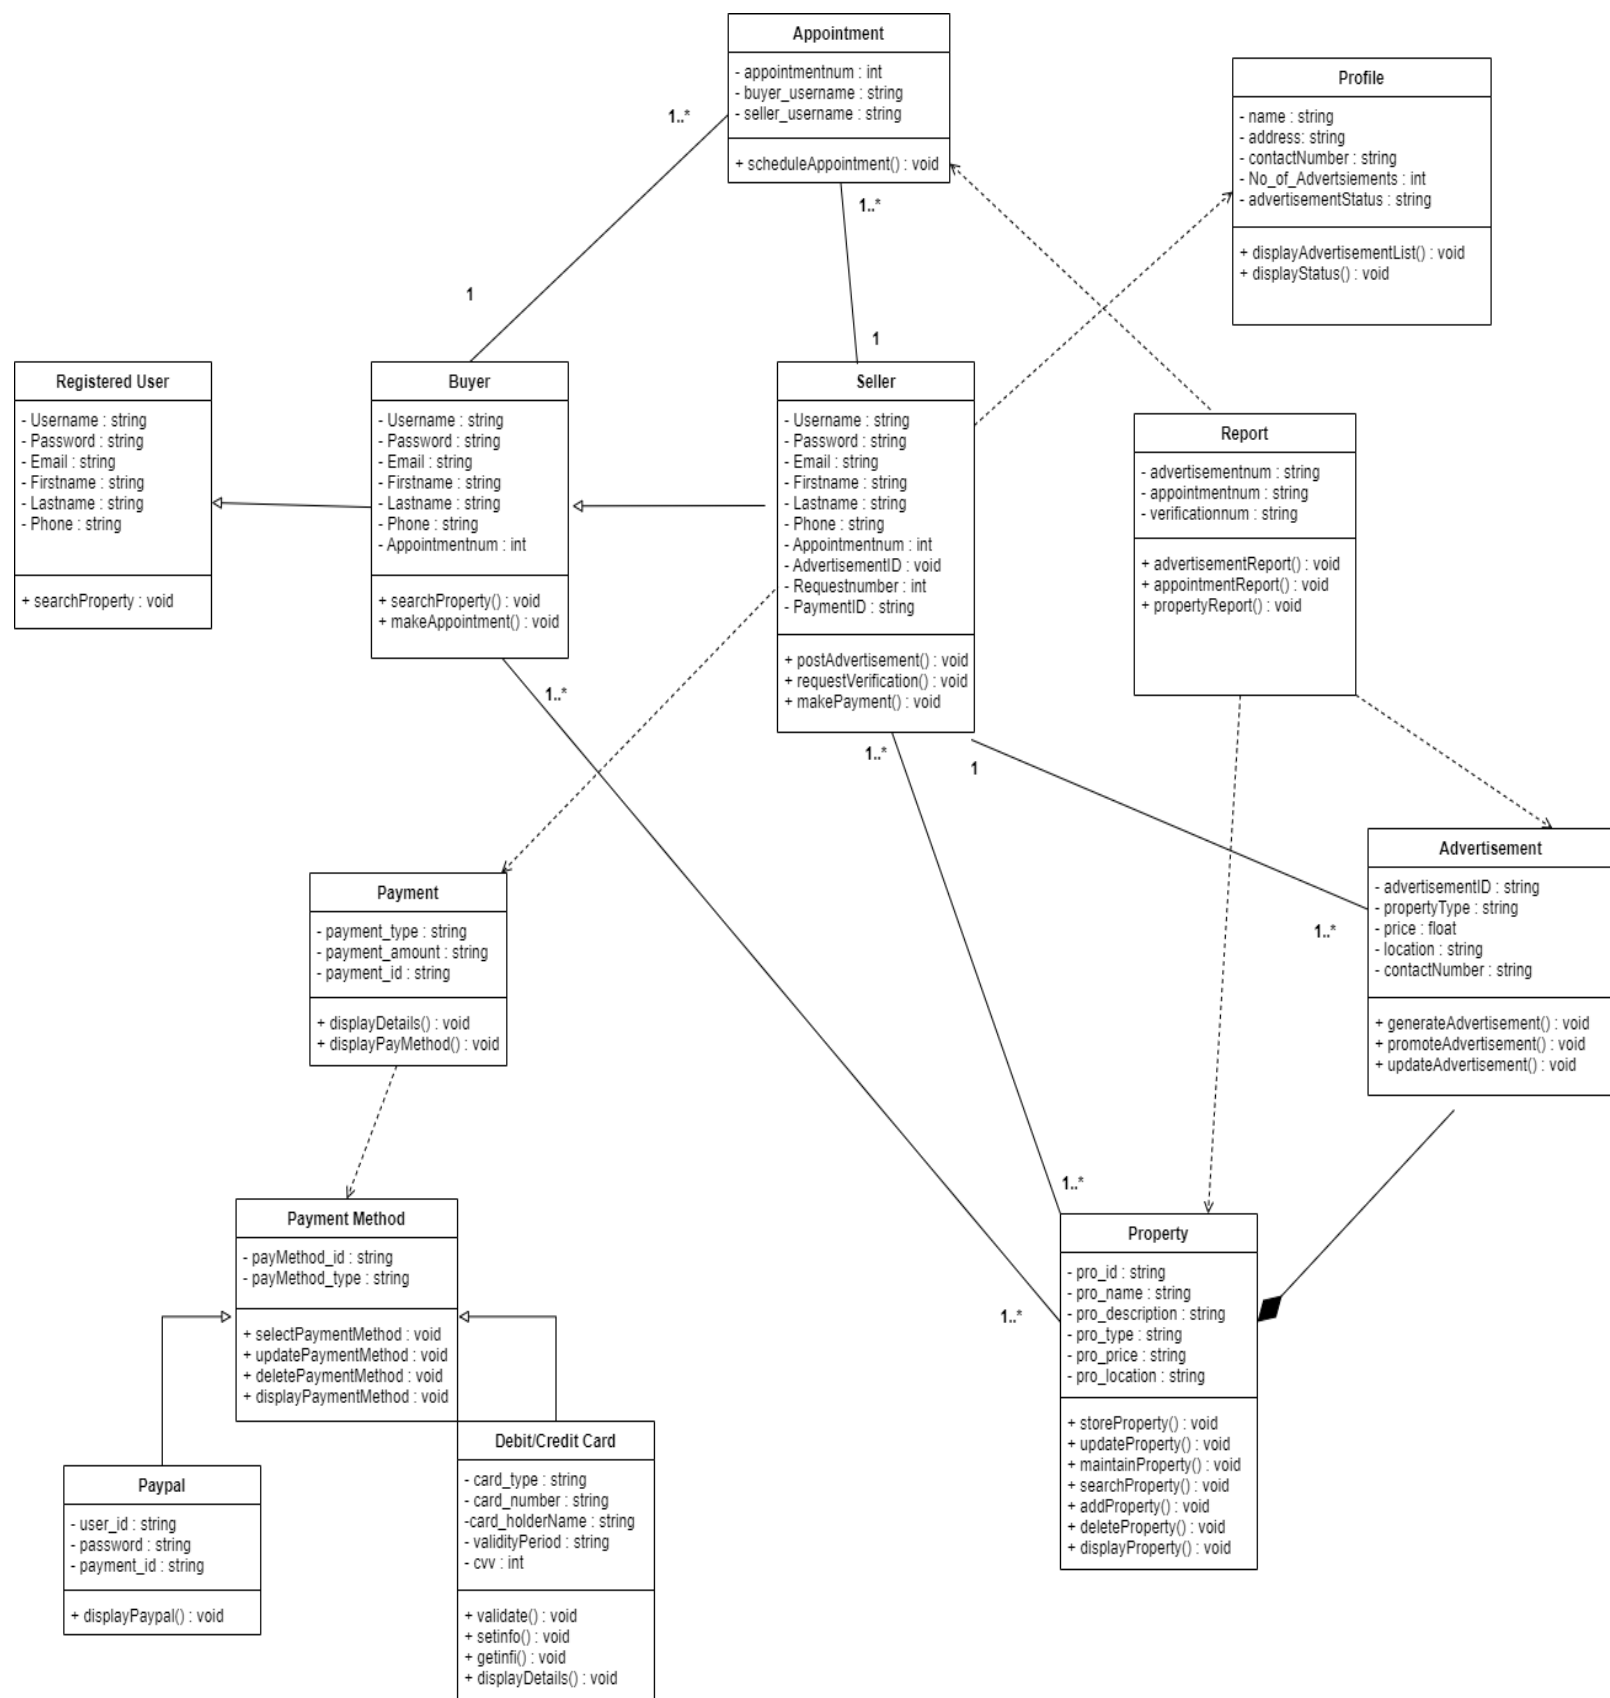 Appointment
- appointmentnum : int
- buyer_username : string
- seller_username : string
+ scheduleAppointment() : void
Profile
- name : string
- address: string
- contactNumber : string
- No_of_Advertsiements : int
- advertisementStatus : string
+ displayAdvertisementList() : void
+ displayStatus() : void
1..*
1..*
1
1
Registered User
- Username : string
- Password : string
- Email : string
- Firstname : string
- Lastname : string
- Phone : string
+ searchProperty : void
Buyer
- Username : string
- Password : string
- Email : string
- Firstname : string
- Lastname : string
- Phone : string
- Appointmentnum : int
+ searchProperty() : void
+ makeAppointment() : void
Seller
- Username : string
- Password : string
- Email : string
- Firstname : string
- Lastname : string
- Phone : string
- Appointmentnum : int
- AdvertisementID : void
- Requestnumber : int
- PaymentID : string
+ postAdvertisement() : void
+ requestVerification() : void
+ makePayment() : void
Report
- advertisementnum : string
- appointmentnum : string
- verificationnum : string
+ advertisementReport() : void
+ appointmentReport() : void
+ propertyReport() : void
1..*
1..*
1
Payment
- payment_type : string
- payment_amount : string
- payment_id : string
+ displayDetails() : void
+ displayPayMethod() : void
Advertisement
- advertisementID : string
- propertyType : string
- price : float
- location : string
- contactNumber : string
+ generateAdvertisement() : void
+ promoteAdvertisement() : void
+ updateAdvertisement() : void
1..*
1..*
1..*
Payment Method
- payMethod_id : string
- payMethod_type : string
+ selectPaymentMethod : void
+ updatePaymentMethod : void
+ deletePaymentMethod : void
+ displayPaymentMethod : void
Property
- pro_id : string
- pro_name : string
- pro_description : string
- pro_type : string
- pro_price : string
- pro_location : string
+ storeProperty() : void
+ updateProperty() : void
+ maintainProperty() : void
+ searchProperty() : void
+ addProperty() : void
+ deleteProperty() : void
+ displayProperty() : void
Paypal
- user_id : string
- password : string
- payment_id : string
+ displayPaypal() : void
Debit/Credit Card
- card_type : string
- card_number : string
-card_holderName : string
- validityPeriod : string
- cvv : int
+ validate() : void
+ setinfo() : void
+ getinfi() : void
+ displayDetails() : void